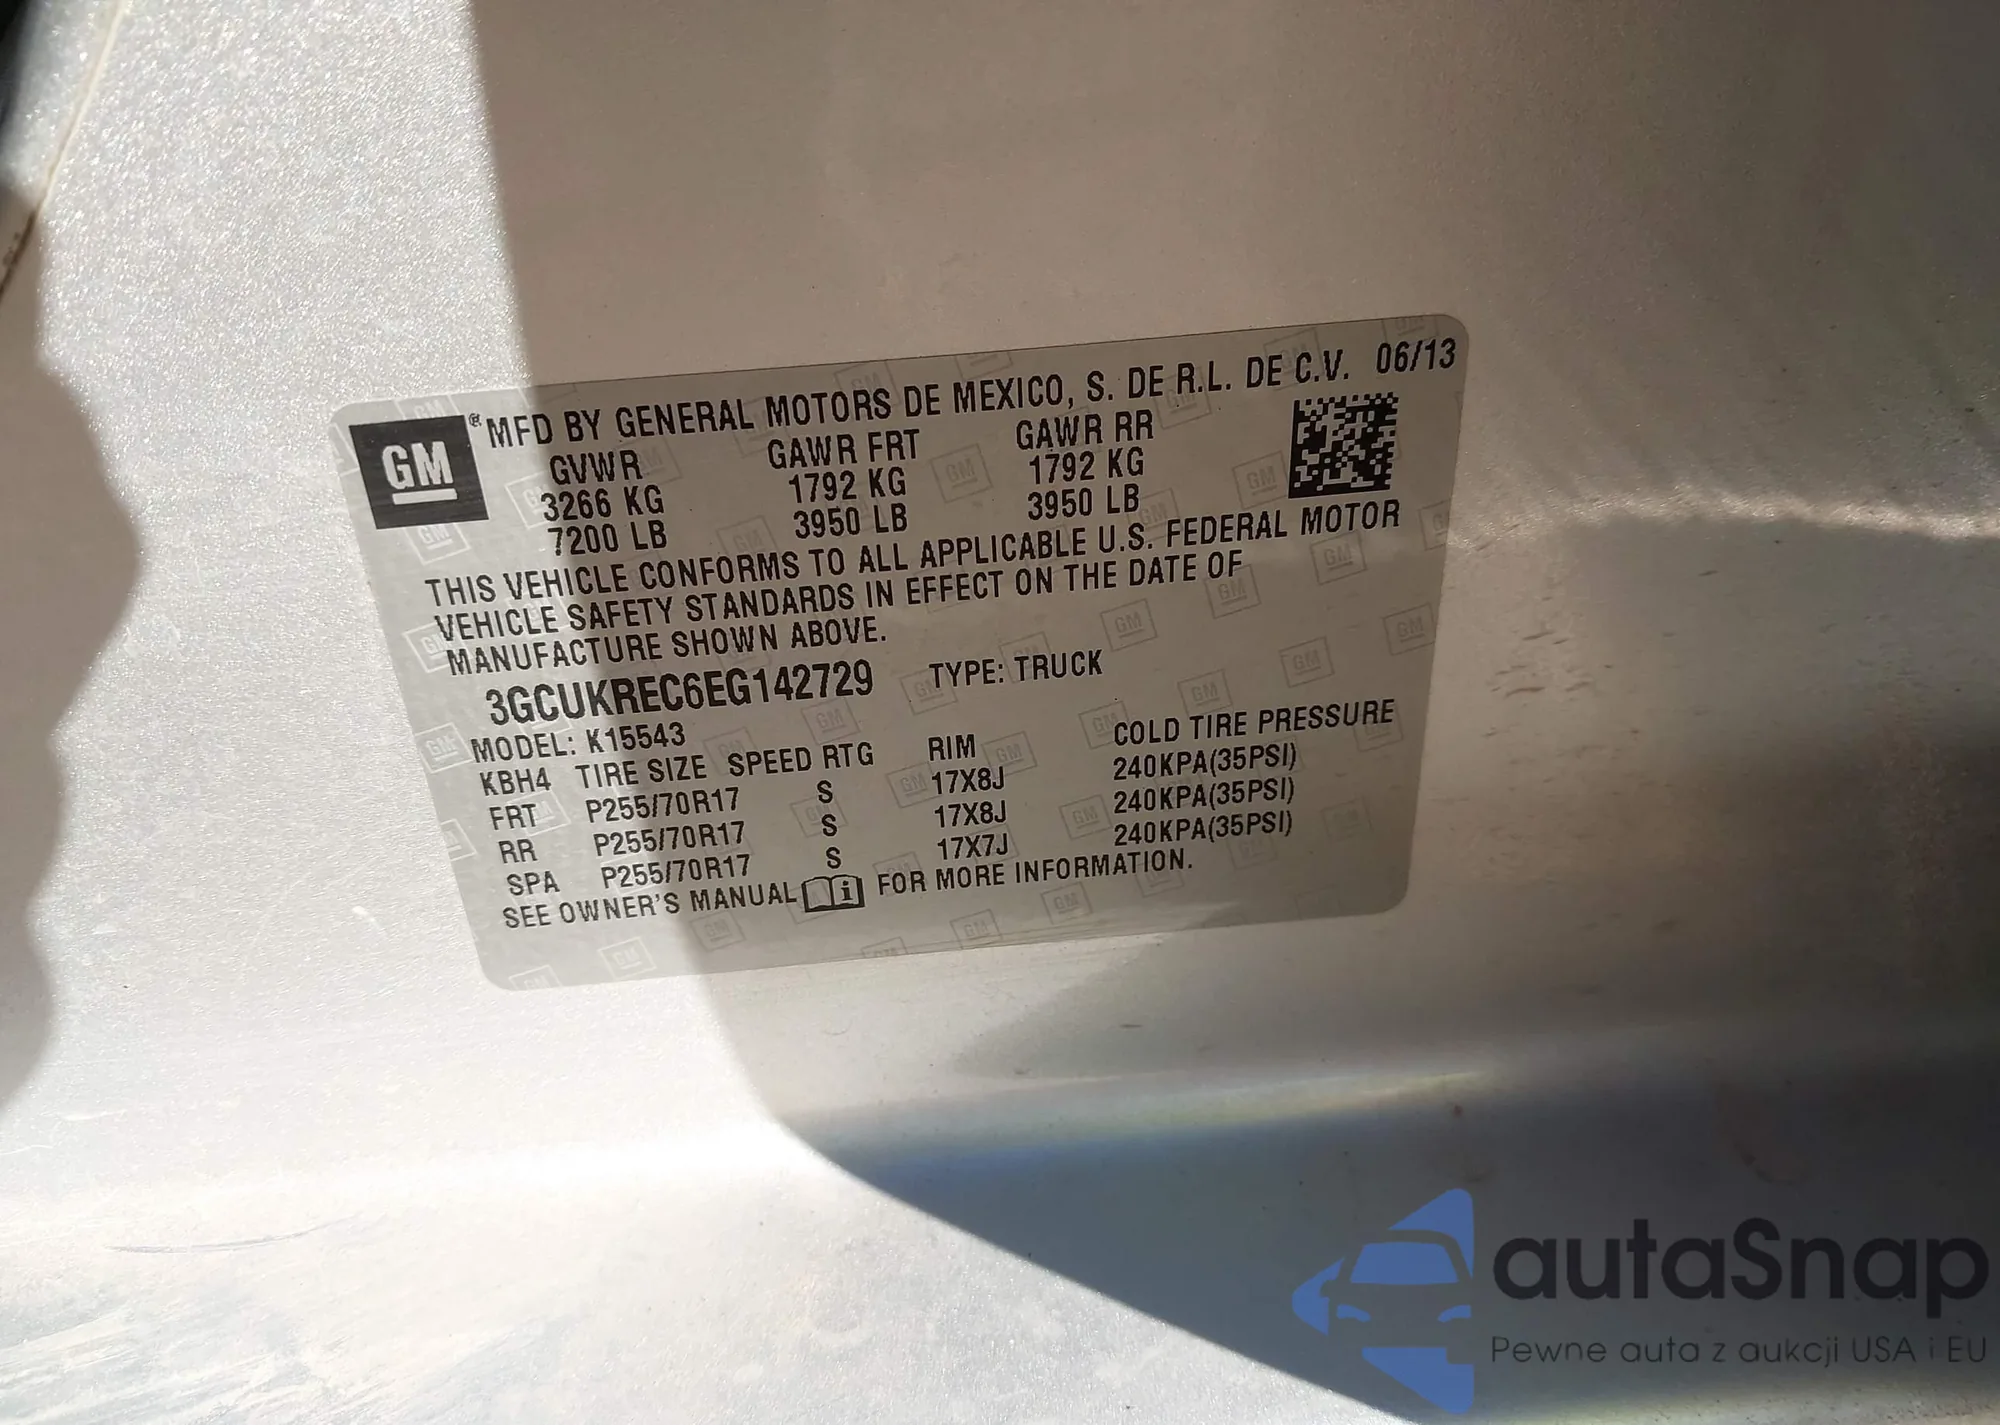 GM
® MFD BY GENERAL MOTORS DE MEXICO, S. DE R.L. DE C.V. 06/13
GVWR GAWR FRT GAWR RR
3266 KG 1792 KG 1792 KG
7200 LB 3950 LB 3950 LB
THIS VEHICLE CONFORMS TO ALL APPLICABLE U.S. FEDERAL MOTOR
VEHICLE SAFETY STANDARDS IN EFFECT ON THE DATE OF
MANUFACTURE SHOWN ABOVE.
3GCUKREC6EG142729 TYPE: TRUCK
MODEL: K15543
KBH4 TIRE SIZE SPEED RTG RIM COLD TIRE PRESSURE
FRT P255/70R17 S 17X8J 240KPA(35PSI)
RR P255/70R17 S 17X8J 240KPA(35PSI)
SPA P255/70R17 S 17X7J 240KPA(35PSI)
SEE OWNER'S MANUAL i FOR MORE INFORMATION.
autaSnap
Pewne auta z aukcji USA i EU